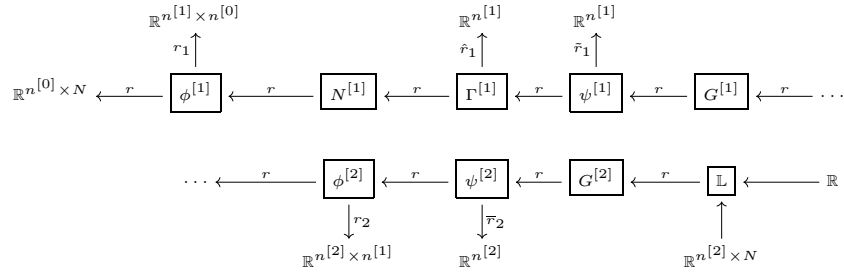 ℝ^{n^{[1]}×n^{[0]}} ℝ^{n^{[1]}} ℝ^{n^{[1]}}
r_1 r̂_1 r̃_1
ℝ^{n^{[0]}×N} r ϕ^{[1]} r N^{[1]} r Γ^{[1]} r ψ^{[1]} r G^{[1]} r ···
··· r ϕ^{[2]} r ψ^{[2]} r G^{[2]} r 𝕃 ℝ
r_2 r̅_2
ℝ^{n^{[2]}×n^{[1]}} ℝ^{n^{[2]}} ℝ^{n^{[2]}×N}